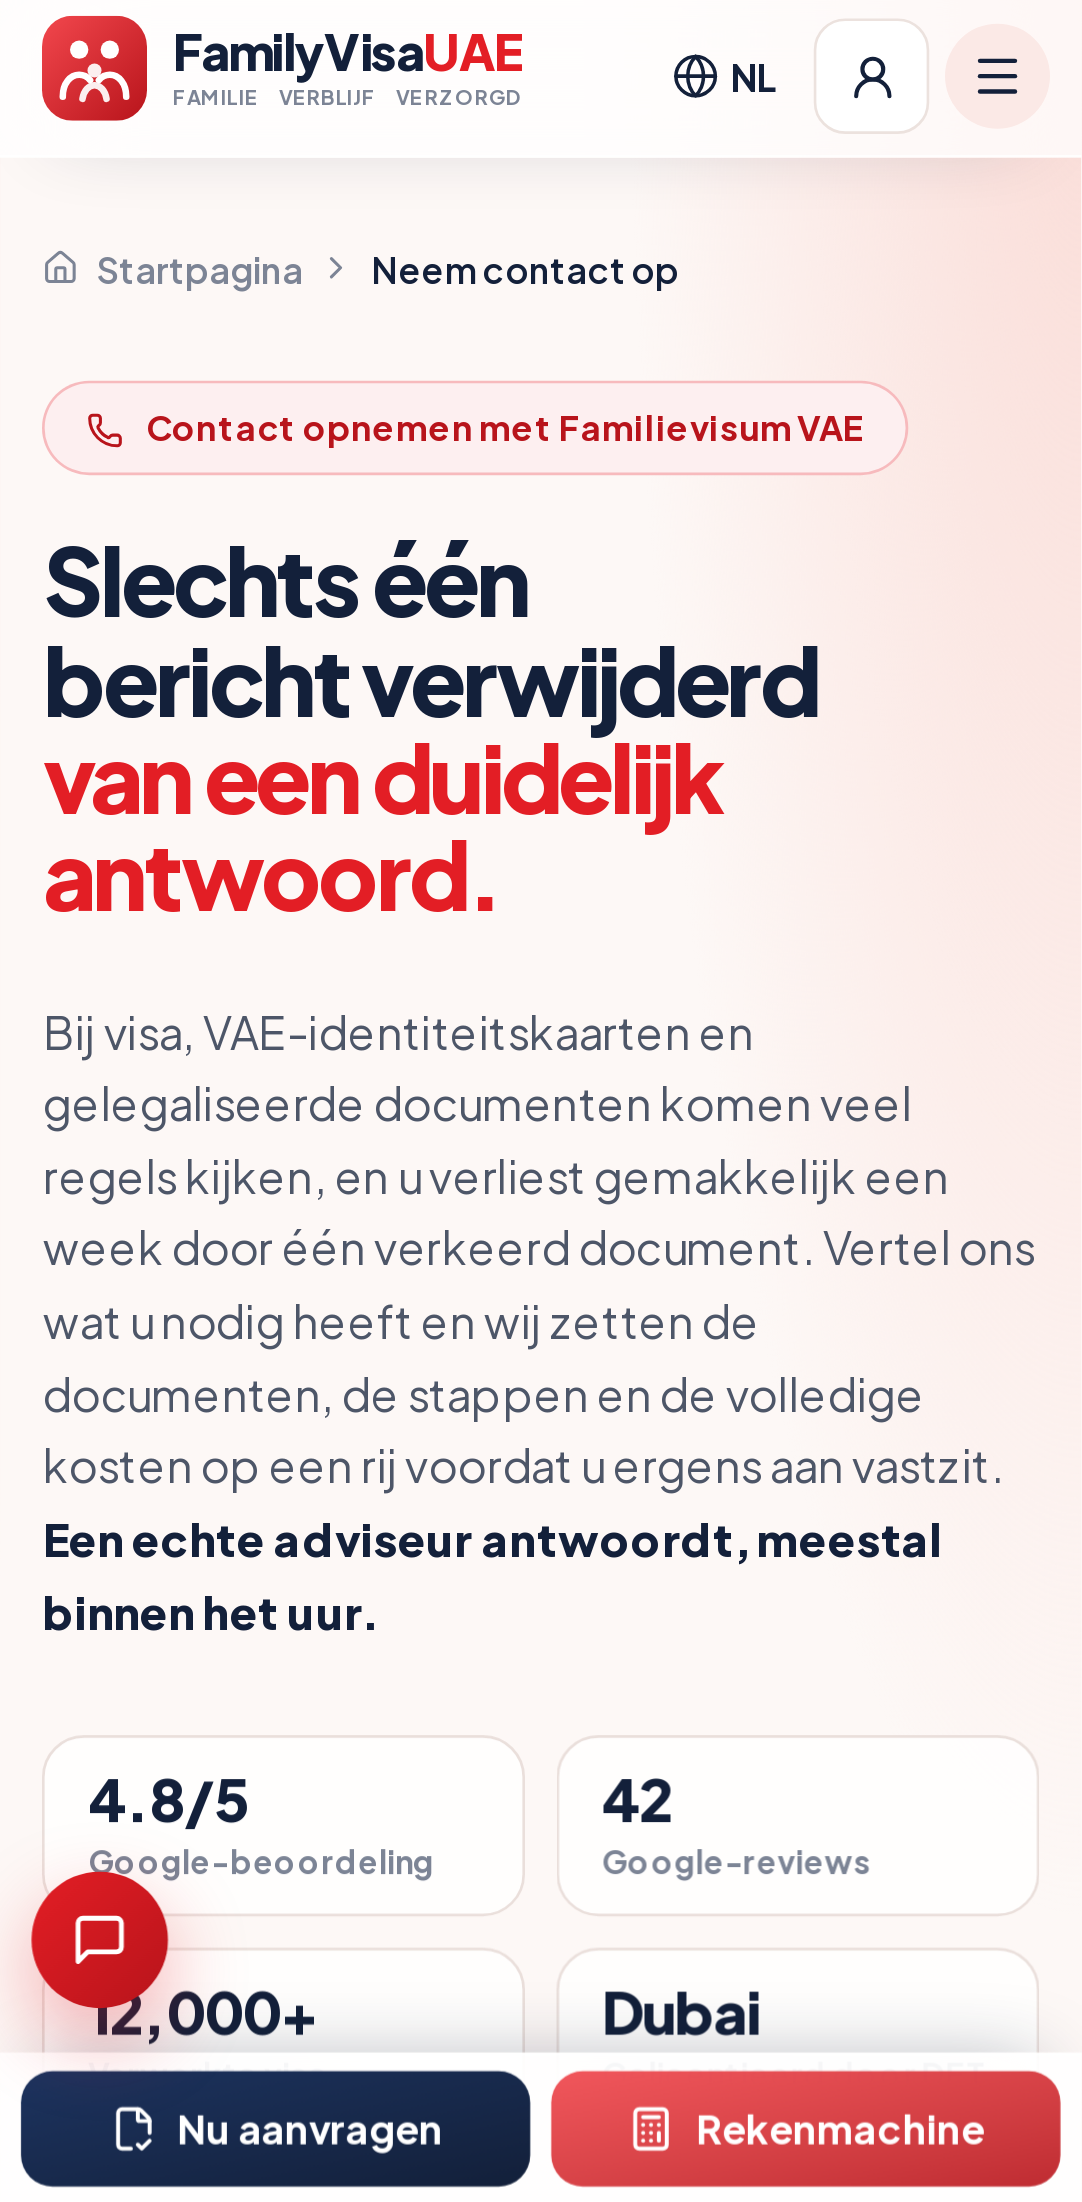 FamilyVisaUAE
FAMILIE VERBLIJF VERZORGD
NL
Startpagina > Neem contact op
Contact opnemen met Familievisum VAE
Slechts één
bericht verwijderd
van een duidelijk
antwoord.
Bij visa, VAE-identiteitskaarten en
gelegaliseerde documenten komen veel
regels kijken, en u verliest gemakkelijk een
week door één verkeerd document. Vertel ons
wat u nodig heeft en wij zetten de
documenten, de stappen en de volledige
kosten op een rij voordat u ergens aan vastzit.
Een echte adviseur antwoordt, meestal
binnen het uur.
4.8/5
Google-beoordeling
42
Google-reviews
12,000+
Dubai
Nu aanvragen
Rekenmachine